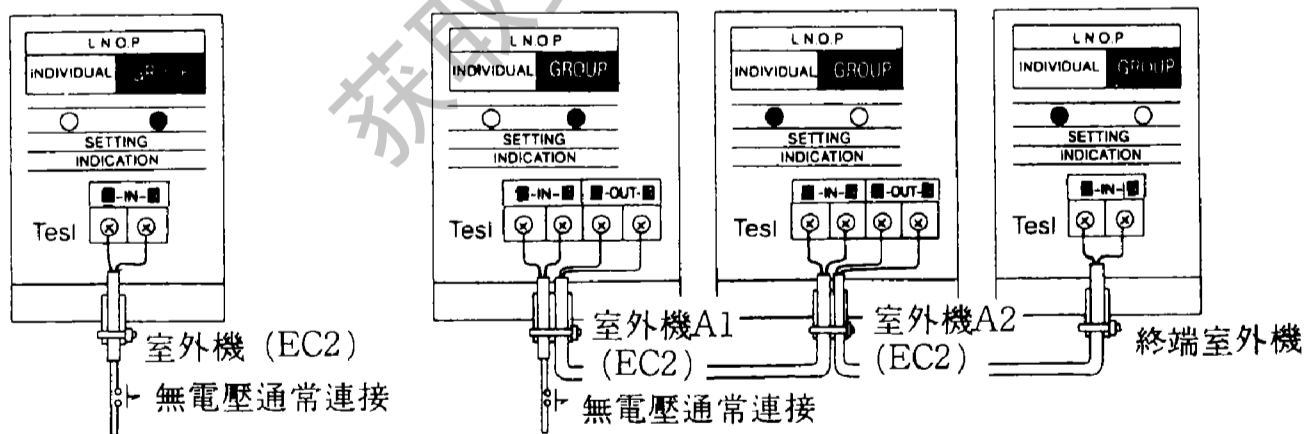 L.N.O.P
INDIVIDUAL GROUP
SETTING
INDICATION
-IN-
Tesl
室外機 (EC2)
無電壓通常連接
L.N.O.P
INDIVIDUAL GROUP
SETTING
INDICATION
-IN- -OUT-
Tesl
室外機A1
(EC2)
無電壓通常連接
L.N.O.P
INDIVIDUAL GROUP
SETTING
INDICATION
-IN- -OUT-
Tesl
室外機A2
(EC2)
L.N.O.P
INDIVIDUAL GROUP
SETTING
INDICATION
-IN-
Tesl
終端室外機
获取